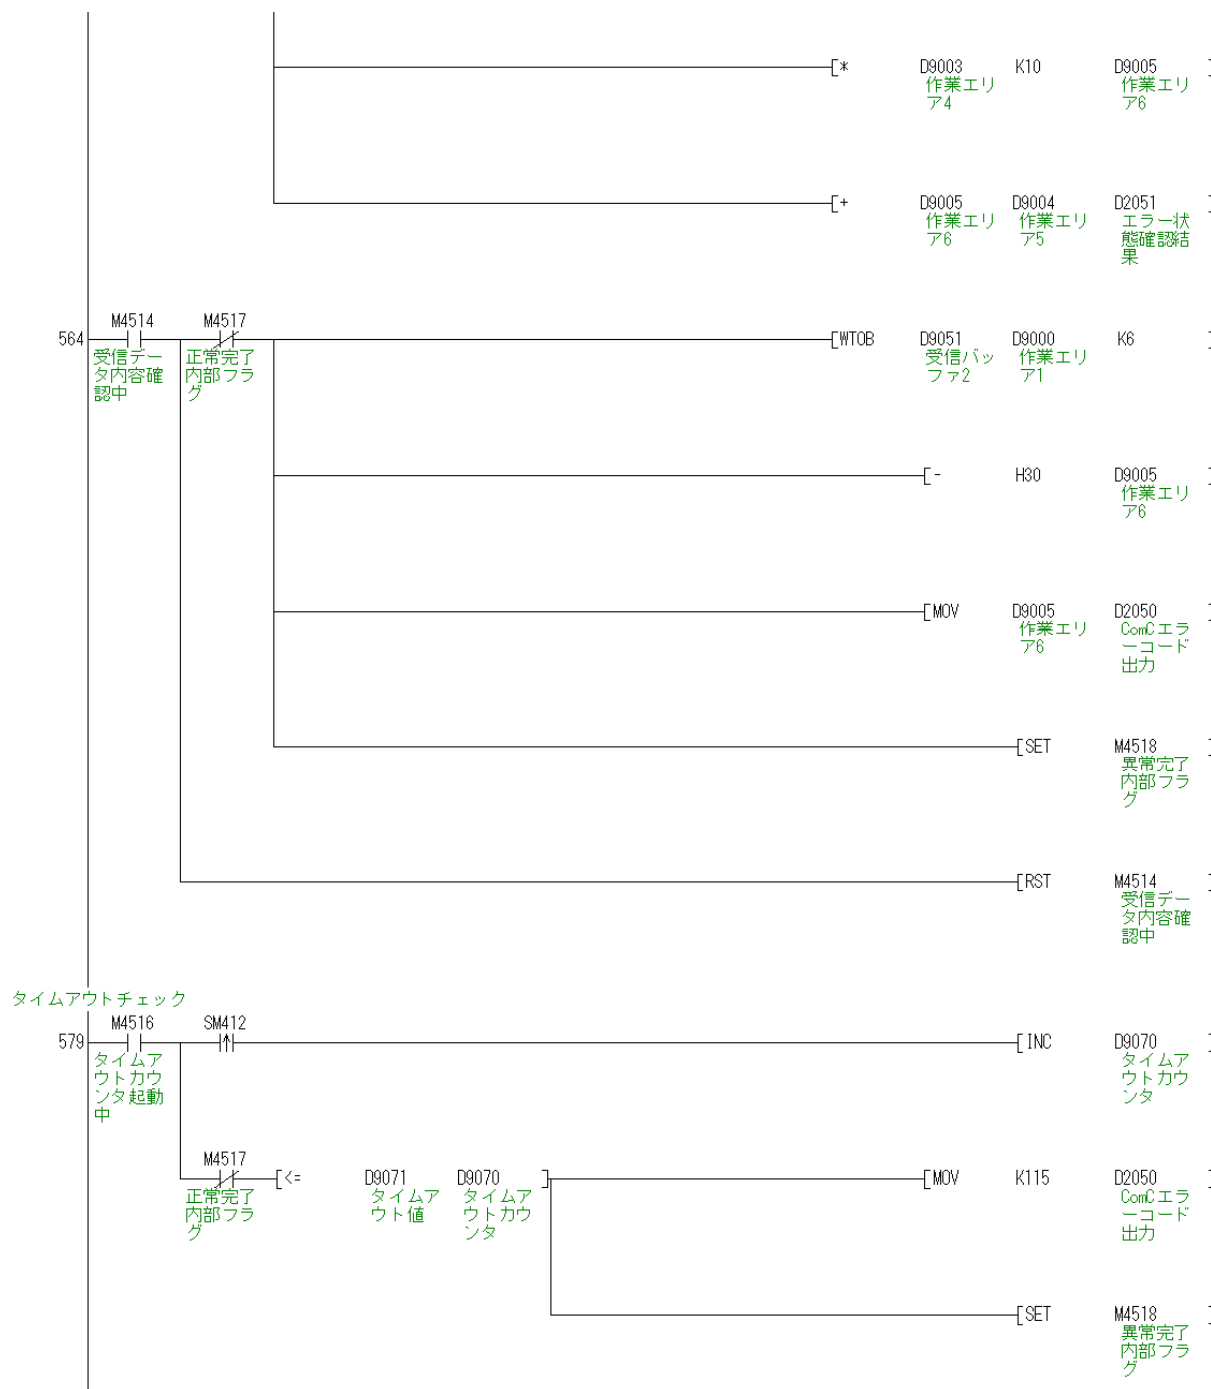 [* D9003 K10 D9005 ]
作業エリ 作業エリ
ア4 ア6
[+ D9005 D9004 D2051 ]
作業エリ 作業エリ エラー状
ア6 ア5 態確認結
果
M4514 M4517
564 [WTOB D9051 D9000 K6 ]
受信デー 正常完了 受信バッ 作業エリ
タ内容確 内部フラ ファ2 ア1
認中 グ
[- H30 D9005 ]
作業エリ
ア6
[MOV D9005 D2050 ]
作業エリ ComCエラ
ア6 ーコード
出力
[SET M4518 ]
異常完了
内部フラ
グ
[RST M4514 ]
受信デー
タ内容確
認中
タイムアウトチェック
M4516 SM412
579 [INC D9070 ]
タイムア タイムア
ウトカウ ウトカウ
ンタ起動 ンタ
中
M4517
[<= D9071 D9070 ] [MOV K115 D2050 ]
正常完了 タイムア タイムア ComCエラ
内部フラ ウト値 ウトカウ ーコード
グ ンタ 出力
[SET M4518 ]
異常完了
内部フラ
グ